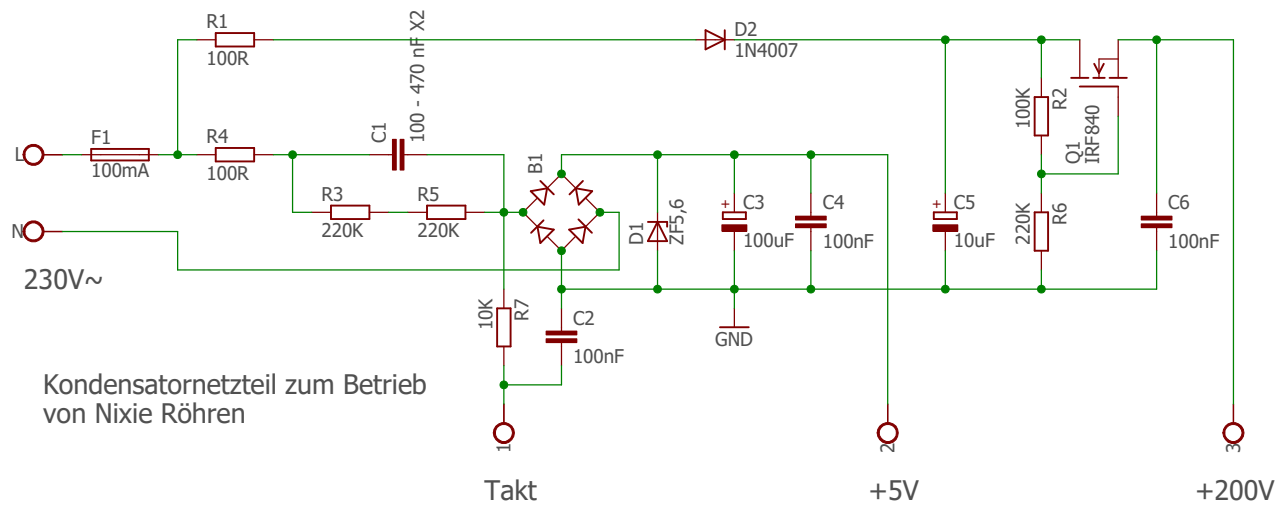 R1
100R
100 - 470 nF X2
C1
D2
1N4007
L
F1
100mA
R4
100R
R3
220K
R5
220K
B1
D1
ZF5,6
+
C3
100uF
C4
100nF
+
C5
10uF
100K
R2
Q1
IRF840
220K
R6
C6
100nF
N
230V~
10K
R7
C2
100nF
GND
Kondensatornetzteil zum Betrieb
von Nixie Röhren
1
2
3
Takt
+5V
+200V